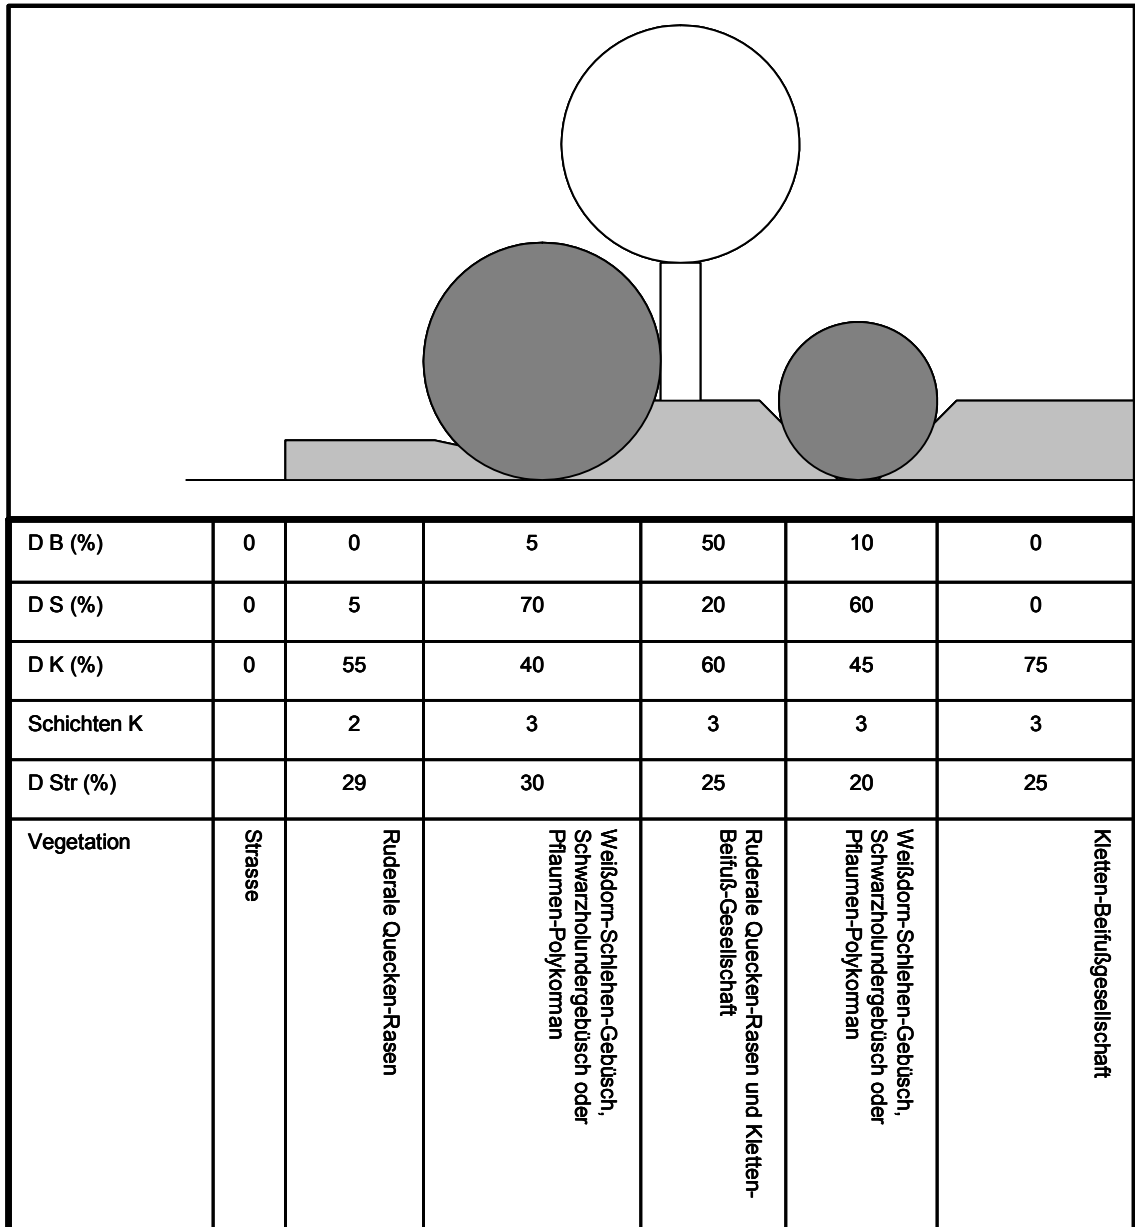 D B (%) 0 0 5 50 10 0
D S (%) 0 5 70 20 60 0
D K (%) 0 55 40 60 45 75
Schichten K 2 3 3 3 3
D Str (%) 29 30 25 20 25
Vegetation
Strasse
Ruderale Quecken-Rasen
Weißdorn-Schlehen-Gebüsch,
Schwarzholundergebüsch oder
Pflaumen-Polykorman
Ruderale Quecken-Rasen und Kletten-
Beifuß-Gesellschaft
Weißdorn-Schlehen-Gebüsch,
Schwarzholundergebüsch oder
Pflaumen-Polykorman
Kletten-Beifußgesellschaft